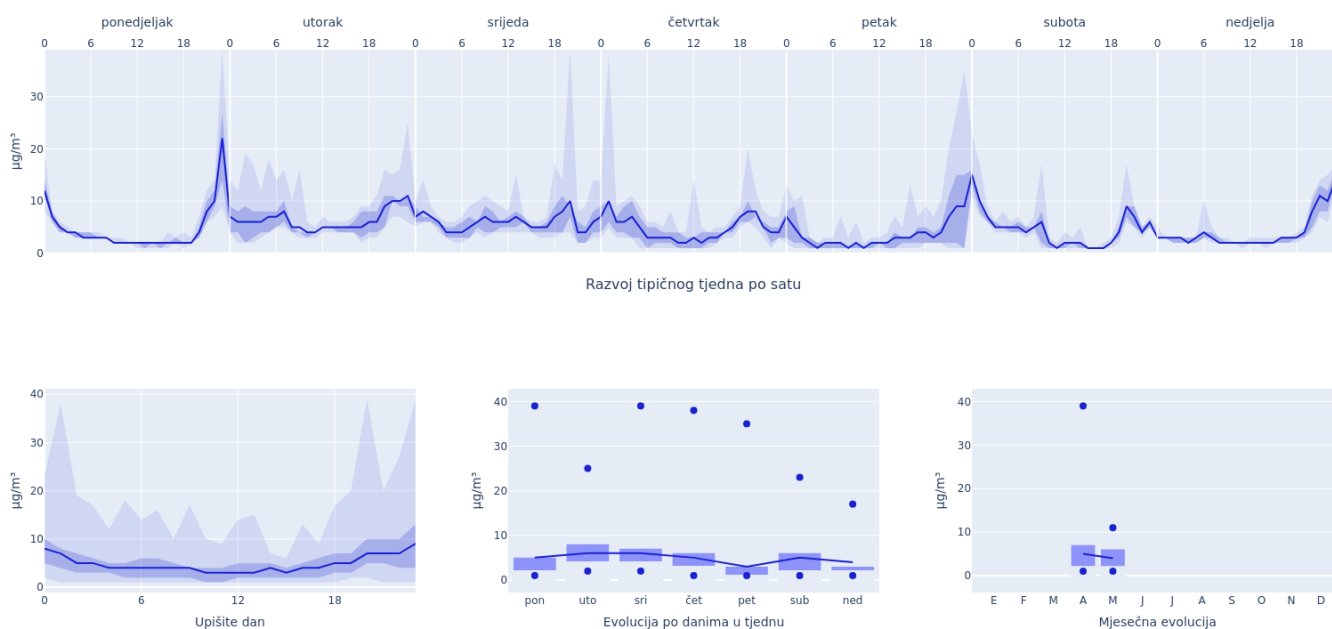 ponedjeljak utorak srijeda četvrtak petak subota nedjelja
0 6 12 18 0 6 12 18 0 6 12 18 0 6 12 18 0 6 12 18 0 6 12 18 0 6 12 18
30
20
10
0
µg/m³
Razvoj tipičnog tjedna po satu
40
30
20
10
0
µg/m³
0 6 12 18
Upišite dan
40
30
20
10
0
µg/m³
pon uto sri čet pet sub ned
Evolucija po danima u tjednu
40
30
20
10
0
µg/m³
E F M A M J J A S O N D
Mjesečna evolucija